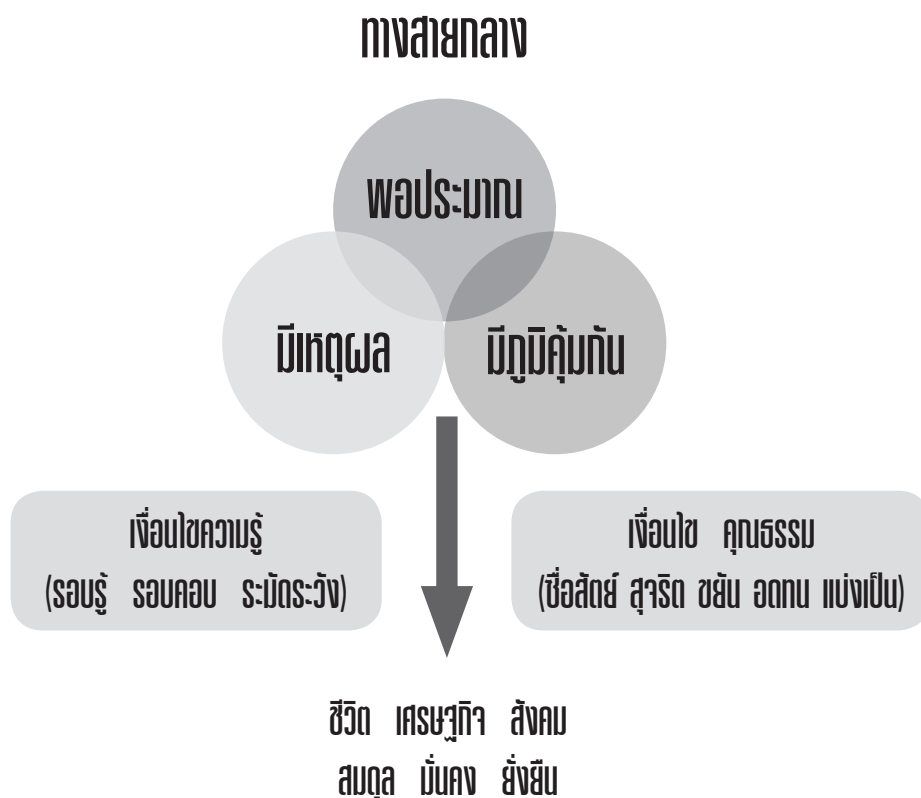 ทางสายกลาง
พอประมาณ
มีเหตุผล
มีภูมิคุ้มกัน
เงื่อนไขความรู้
(รอบรู้ รอบคอบ ระมัดระวัง)
เงื่อนไข คุณธรรม
(ซื่อสัตย์ สุจริต ขยัน อดทน แบ่งเป็น)
ชีวิต เศรษฐกิจ สังคม
สมดุล มั่นคง ยั่งยืน